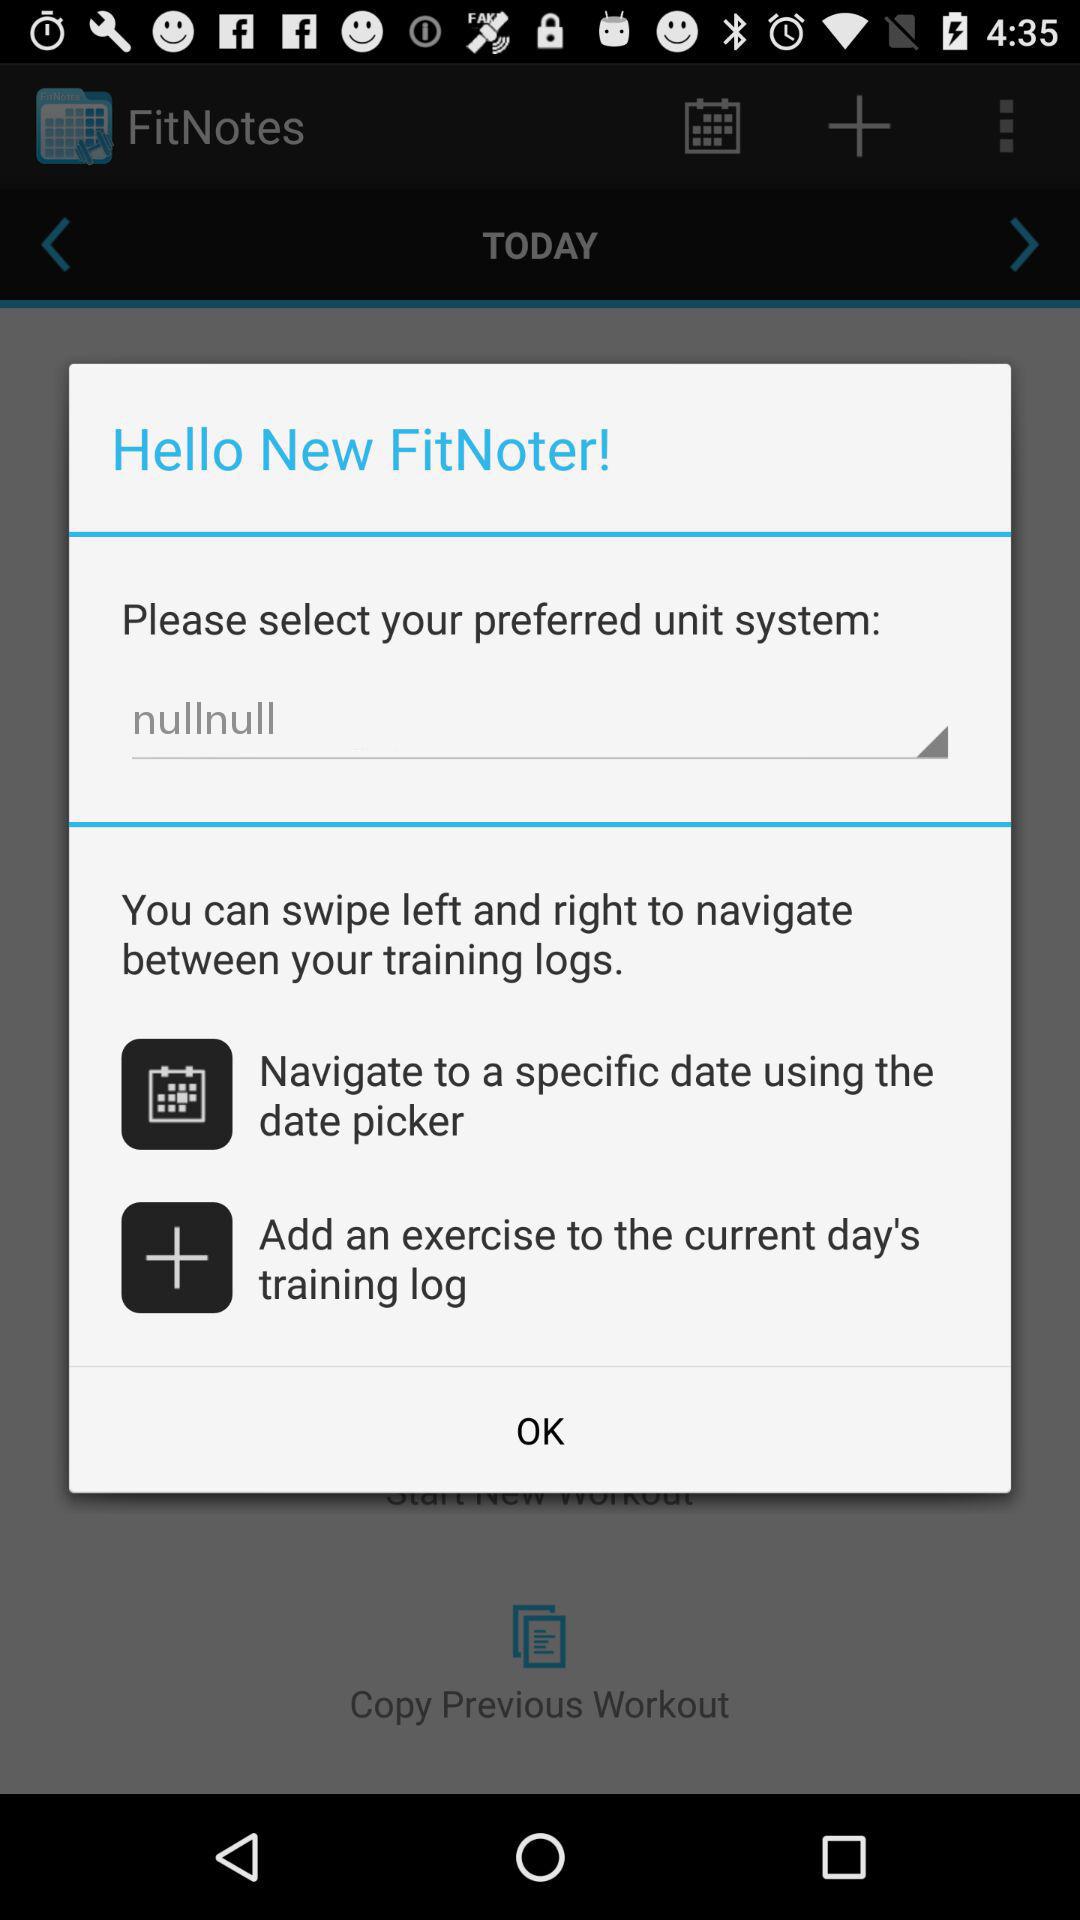 FAKE
4:35
FitNotes
FitNotes
TODAY
Hello New FitNoter!
Please select your preferred unit system:
nullnull
You can swipe left and right to navigate
between your training logs.
Navigate to a specific date using the
date picker
Add an exercise to the current day's
training log
OK
Start New Workout
Copy Previous Workout